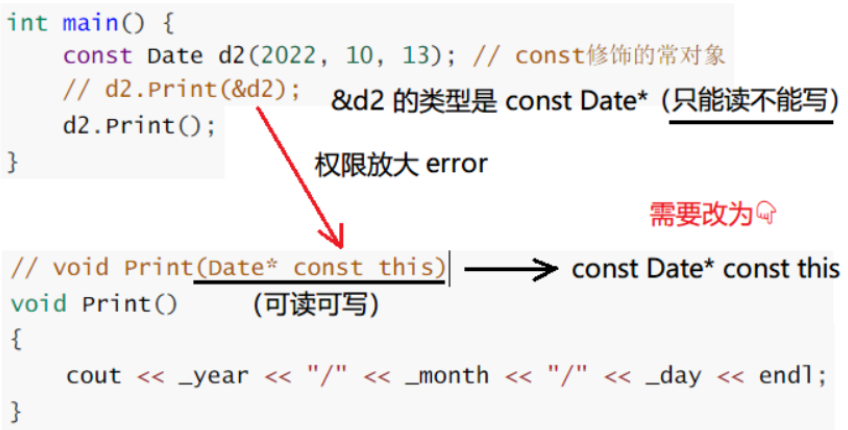 int main() {
const Date d2(2022, 10, 13); // const修饰的常对象
// d2.Print(&d2);
&d2 的类型是 const Date*（只能读不能写）
d2.Print();
}
权限放大 error
需要改为👇
// void Print(Date* const this)
const Date* const this
void Print()
（可读可写）
{
cout << _year << "/" << _month << "/" << _day << endl;
}